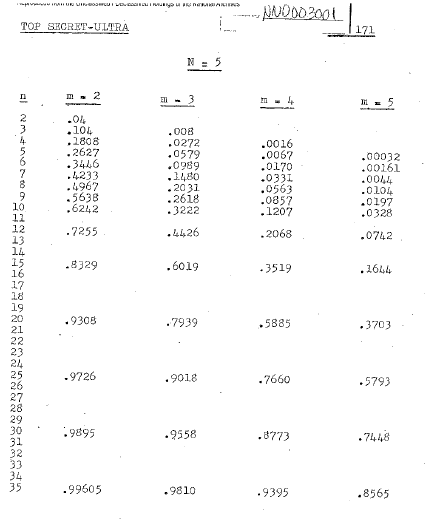 Reproduced from the Unclassified / Declassified Holdings of the National Archives
NND003001
TOP SECRET-ULTRA 171
N = 5
n m = 2 m = 3 m = 4 m = 5
2 .04
3 .104 .008
4 .1808 .0272 .0016
5 .2627 .0579 .0067 .00032
6 .3446 .0989 .0170 .00161
7 .4233 .1480 .0331 .0044
8 .4967 .2031 .0563 .0104
9 .5638 .2618 .0857 .0197
10 .6242 .3222 .1207 .0328
11
12 .7255 .4426 .2068 .0742
13
14
15 .8329 .6019 .3519 .1644
16
17
18
19
20 .9308 .7939 .5885 .3703
21
22
23
24
25 .9726 .9018 .7660 .5793
26
27
28
29
30 .9895 .9558 .8773 .7448
31
32
33
34
35 .99605 .9810 .9395 .8565